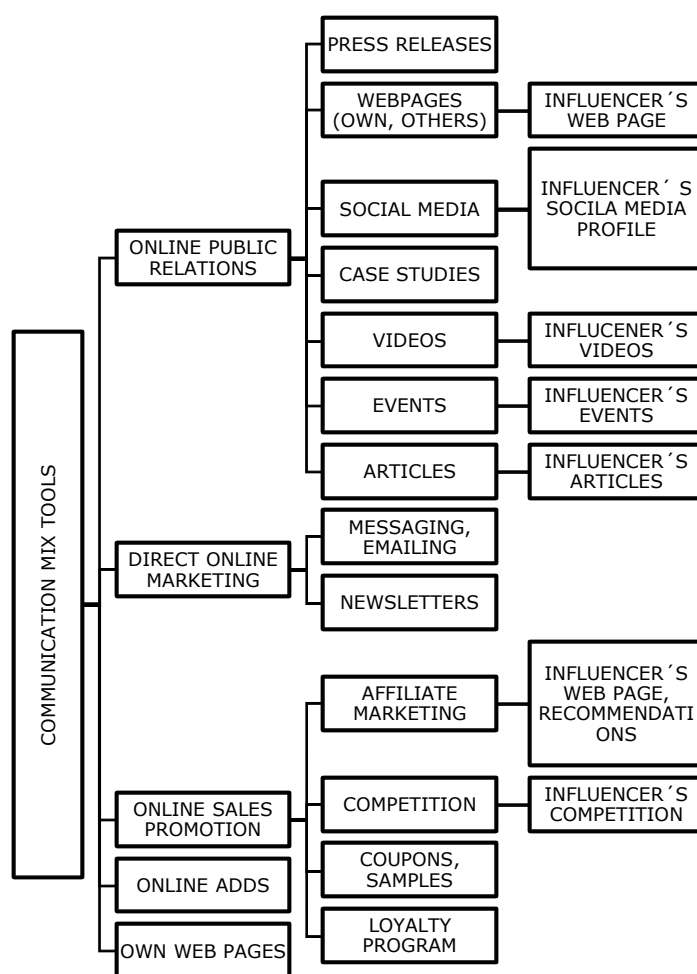 COMMUNICATION MIX TOOLS
ONLINE PUBLIC
RELATIONS
PRESS RELEASES
WEBPAGES
(OWN, OTHERS)
INFLUENCER´S
WEB PAGE
SOCIAL MEDIA
INFLUENCER´ S
SOCILA MEDIA
PROFILE
CASE STUDIES
VIDEOS
INFLUCENER´S
VIDEOS
EVENTS
INFLUENCER´S
EVENTS
ARTICLES
INFLUENCER´S
ARTICLES
DIRECT ONLINE
MARKETING
MESSAGING,
EMAILING
NEWSLETTERS
ONLINE SALES
PROMOTION
AFFILIATE
MARKETING
INFLUENCER´S
WEB PAGE,
RECOMMENDATI
ONS
COMPETITION
INFLUENCER´S
COMPETITION
COUPONS,
SAMPLES
LOYALTY
PROGRAM
ONLINE ADDS
OWN WEB PAGES